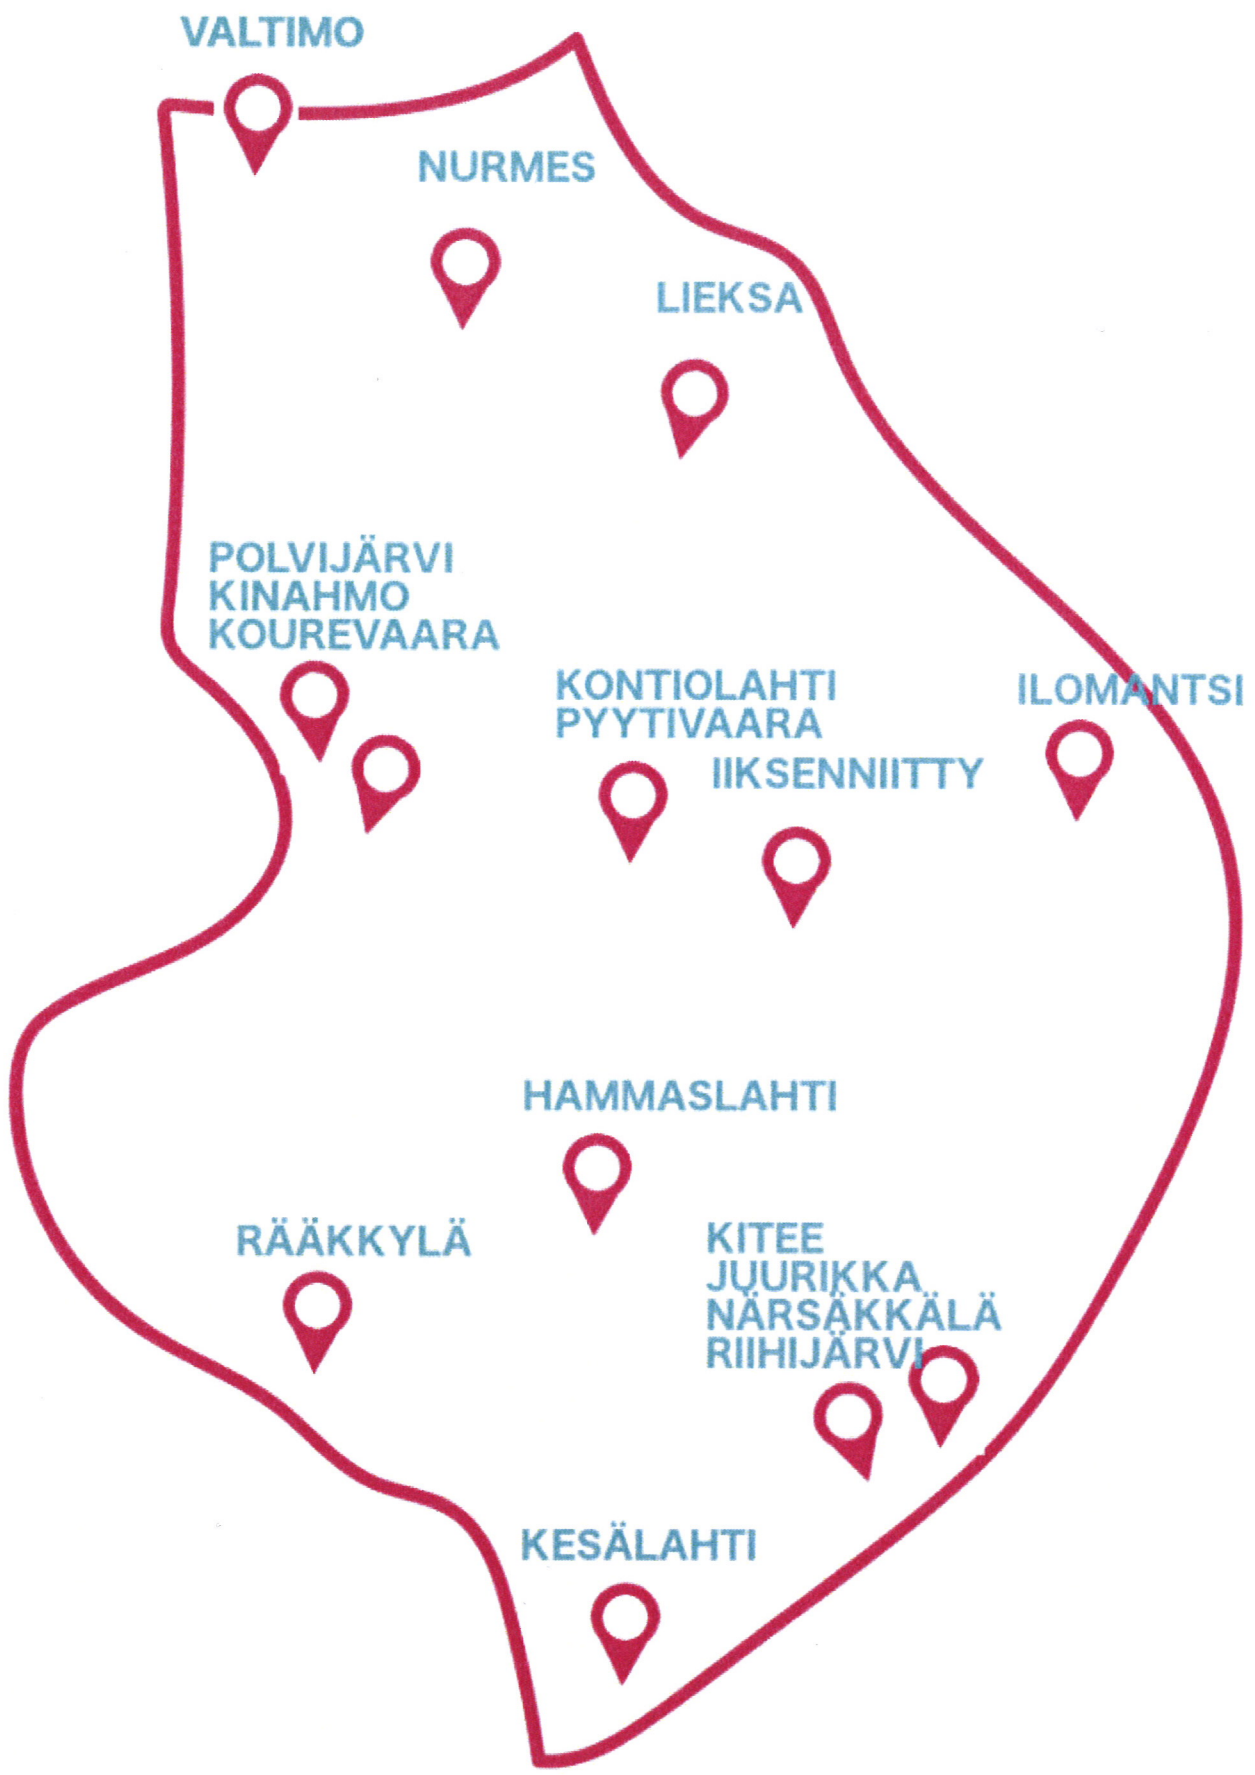 VALTIMO
NURMES
LIEKSA
POLVIJÄRVI
KINAHMO
KOUREVAARA
KONTIOLAHTI
PYYTIVAARA
IIKSENNIITTY
ILOMANTSI
HAMMASLAHTI
RÄÄKKYLÄ
KITEE
JUURIKKA
NÄRSÄKKÄLÄ
RIIHIJÄRVI
KESÄLAHTI